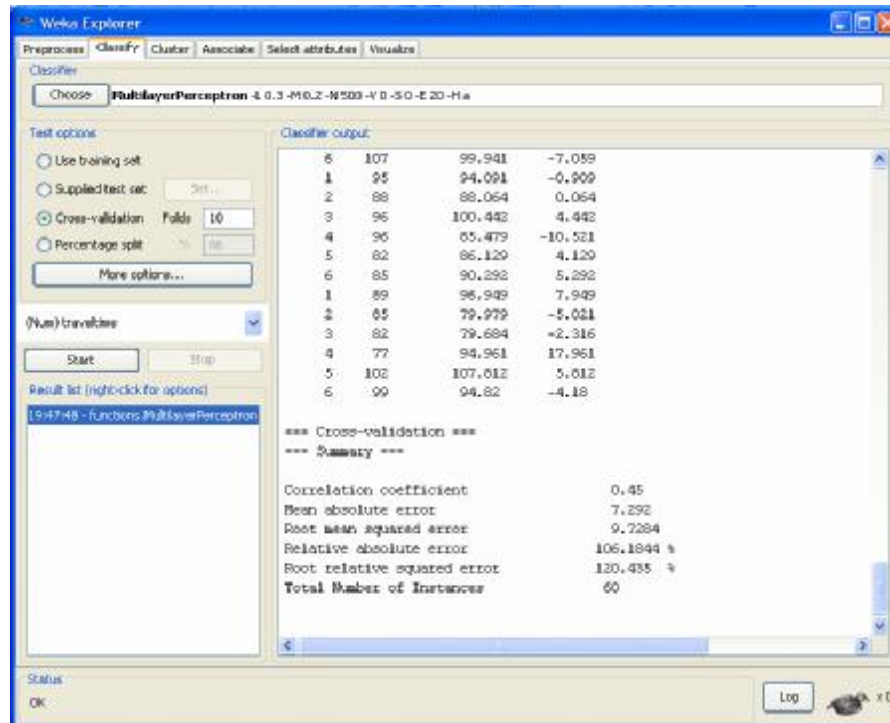 Weka Explorer
Preprocess Classify Cluster Associate Select attributes Visualize
Classifier
Choose MultilayerPerceptron -L 0.3 -M 0.2 -N 500 -V 0 -S 0 -E 20 -H a
Test options
Use training set
Supplied test set Set...
Cross-validation Folds 10
Percentage split %
More options...
(Num) traveltime
Start Stop
Result list (right-click for options)
19:47:48 - functions.MultilayerPerceptron
Classifier output
6 107 99.941 -7.059
1 95 94.091 -0.909
2 88 88.064 0.064
3 96 100.442 4.442
4 96 85.479 -10.521
5 82 86.129 4.129
6 85 90.292 5.292
1 89 96.949 7.949
2 85 79.979 -5.021
3 82 79.684 -2.316
4 77 94.961 17.961
5 102 107.812 5.812
6 99 94.82 -4.18
=== Cross-validation ===
=== Summary ===
Correlation coefficient 0.45
Mean absolute error 7.292
Root mean squared error 9.7284
Relative absolute error 106.1844 %
Root relative squared error 120.435 %
Total Number of Instances 60
Status
OK
Log x 0